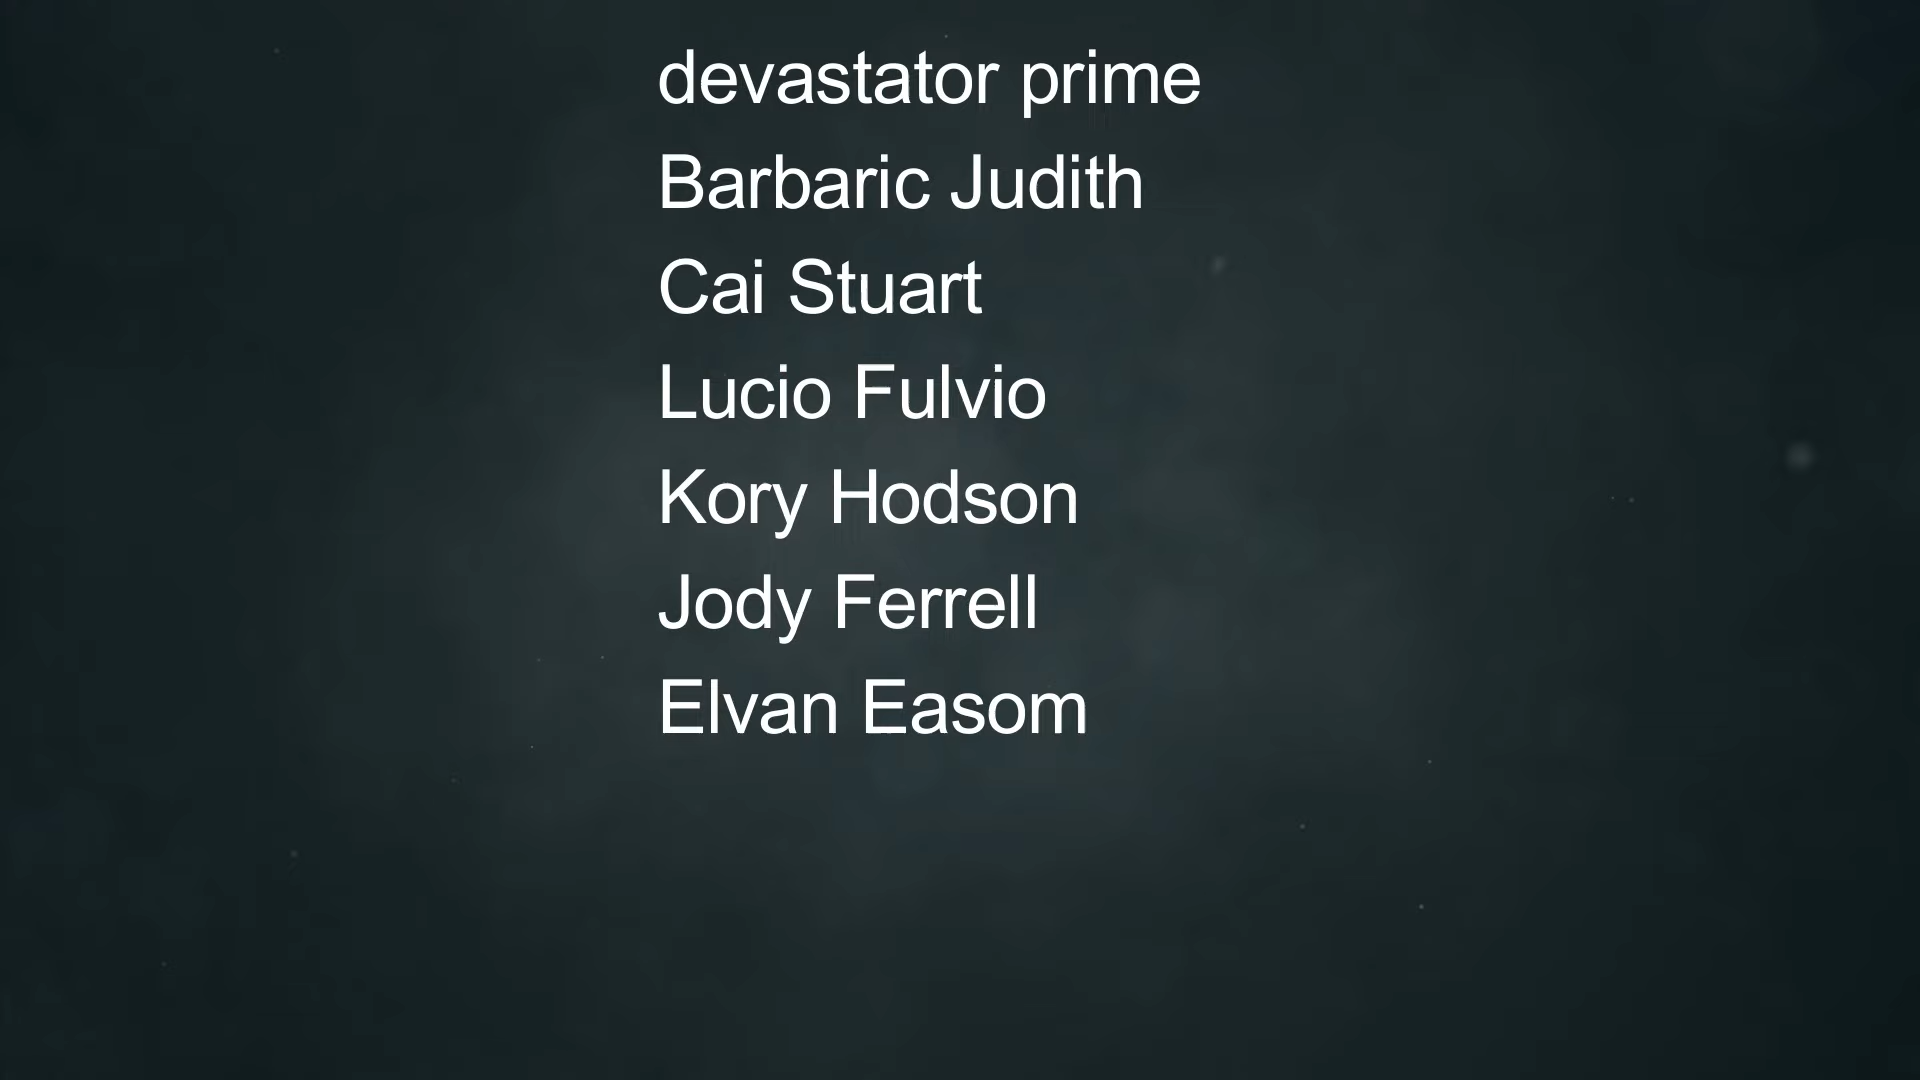 devastator prime
Barbaric Judith
Cai Stuart
Lucio Fulvio
Kory Hodson
Jody Ferrell
Elvan Easom